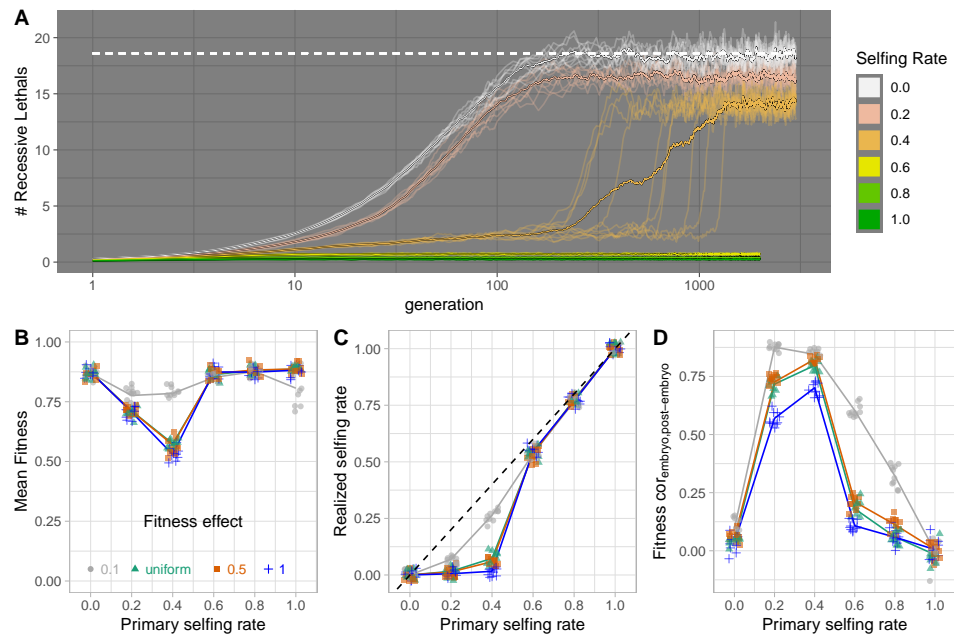 A
# Recessive Lethals
20
15
10
5
0
1
10
100
1000
generation
Selfing Rate
0.0
0.2
0.4
0.6
0.8
1.0
B
Mean Fitness
1.00
0.75
0.50
0.25
0.00
Fitness effect
0.1 uniform 0.5 1
0.0 0.2 0.4 0.6 0.8 1.0
Primary selfing rate
C
Realized selfing rate
1.00
0.75
0.50
0.25
0.00
0.0 0.2 0.4 0.6 0.8 1.0
Primary selfing rate
D
Fitness cor embryo,post−embryo
0.75
0.50
0.25
0.00
0.0 0.2 0.4 0.6 0.8 1.0
Primary selfing rate